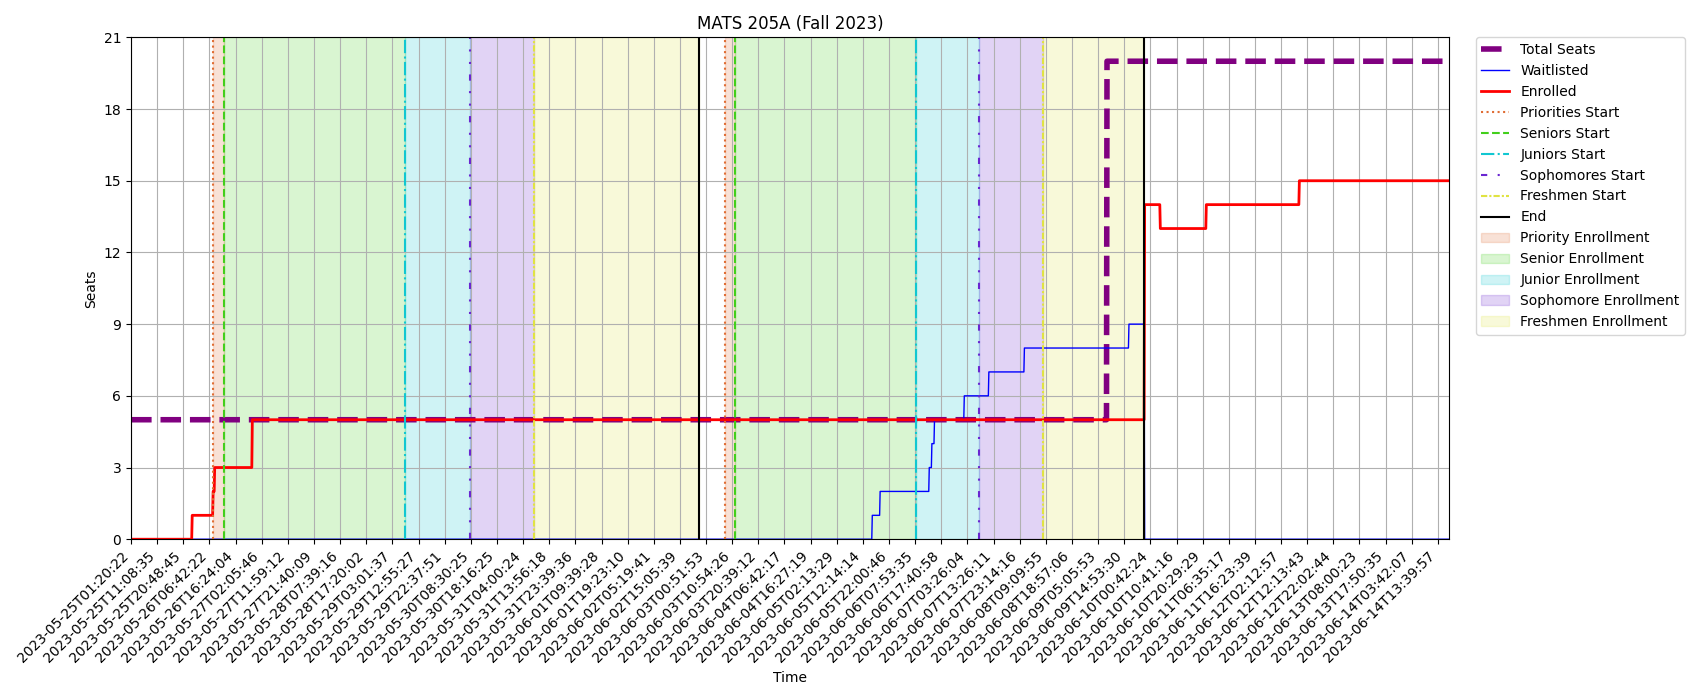 MATS 205A (Fall 2023)
21
18
15
12
9
6
3
0
Seats
2023-05-25T01:20:22
2023-05-25T11:08:35
2023-05-25T20:48:45
2023-05-26T06:42:22
2023-05-26T16:24:04
2023-05-27T02:05:46
2023-05-27T11:59:12
2023-05-27T21:40:09
2023-05-28T07:39:16
2023-05-28T17:20:02
2023-05-29T03:01:37
2023-05-29T12:55:27
2023-05-29T22:37:51
2023-05-30T08:30:25
2023-05-30T18:16:25
2023-05-31T04:00:24
2023-05-31T13:56:18
2023-05-31T23:39:36
2023-06-01T09:39:28
2023-06-01T19:23:10
2023-06-02T05:19:41
2023-06-02T15:05:39
2023-06-03T00:51:53
2023-06-03T10:54:26
2023-06-03T20:39:12
2023-06-04T06:42:17
2023-06-04T16:27:19
2023-06-05T02:13:29
2023-06-05T12:14:14
2023-06-05T22:00:46
2023-06-06T07:53:35
2023-06-06T17:40:58
2023-06-07T03:26:04
2023-06-07T13:26:11
2023-06-07T23:14:16
2023-06-08T09:09:55
2023-06-08T18:57:06
2023-06-09T05:05:53
2023-06-09T14:53:30
2023-06-10T00:42:24
2023-06-10T10:41:16
2023-06-10T20:29:29
2023-06-11T06:35:17
2023-06-11T16:23:39
2023-06-12T02:12:57
2023-06-12T12:13:43
2023-06-12T22:02:44
2023-06-13T08:00:23
2023-06-13T17:50:35
2023-06-14T03:42:07
2023-06-14T13:39:57
Time
Total Seats
Waitlisted
Enrolled
Priorities Start
Seniors Start
Juniors Start
Sophomores Start
Freshmen Start
End
Priority Enrollment
Senior Enrollment
Junior Enrollment
Sophomore Enrollment
Freshmen Enrollment